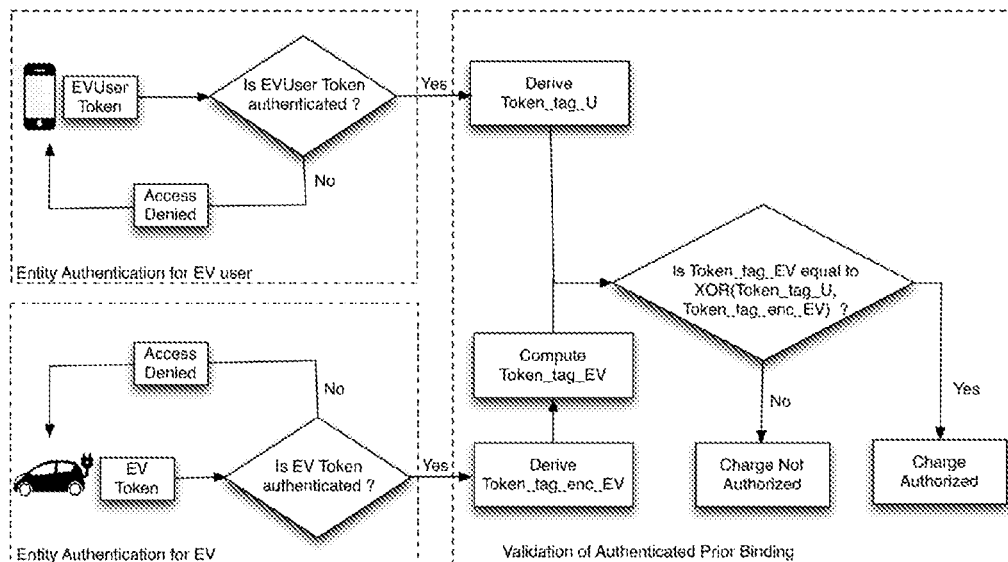 EVUser
Token
Is EVUser Token
authenticated ?
Yes
No
Access
Denied
Entity Authentication for EV user
Access
Denied
No
EV
Token
Is EV Token
authenticated ?
Yes
Entity Authentication for EV
Derive
Token_tag_U
Compute
Token_tag_EV
Derive
Token_tag_enc_EV
Is Token_tag_EV equal to
XOR(Token_tag_U,
Token_tag_enc_EV) ?
No
Yes
Charge Not
Authorized
Charge
Authorized
Validation of Authenticated Prior Binding